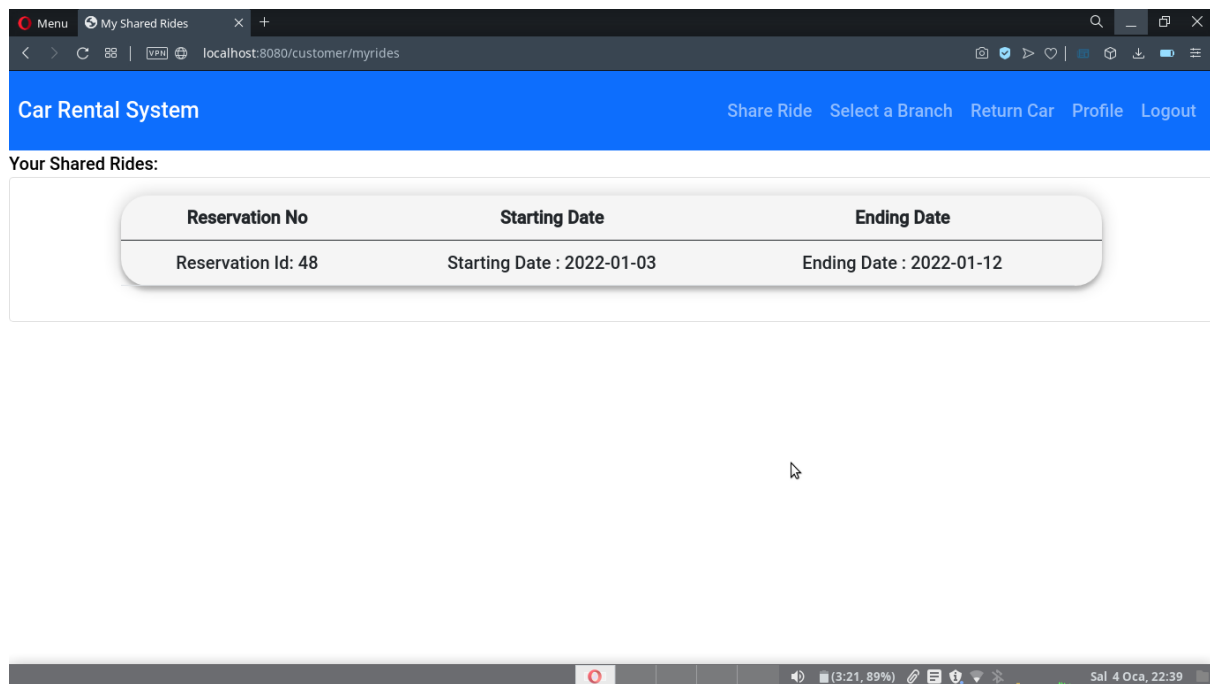 Menu My Shared Rides
VPN localhost:8080/customer/myrides
Car Rental System Share Ride Select a Branch Return Car Profile Logout
Your Shared Rides:
Reservation No Starting Date Ending Date
Reservation Id: 48 Starting Date : 2022-01-03 Ending Date : 2022-01-12
(3:21, 89%) Sal 4 Oca, 22:39